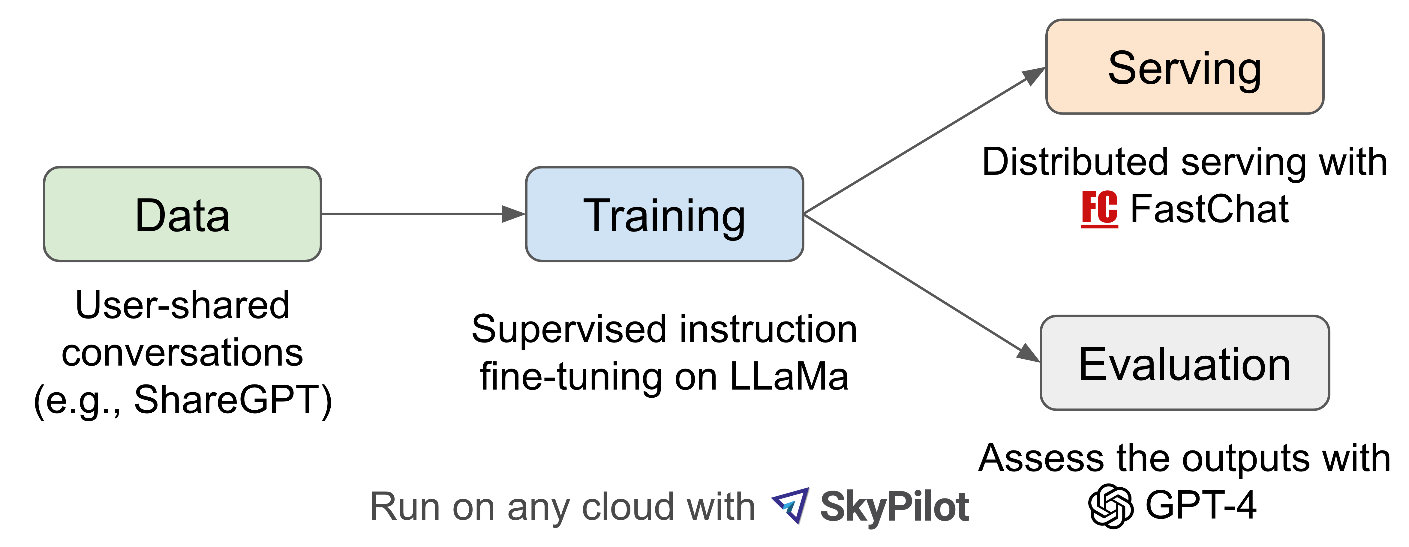 Data
User-shared
conversations
(e.g., ShareGPT)
Training
Supervised instruction
fine-tuning on LLaMa
Serving
Distributed serving with
FC FastChat
Evaluation
Assess the outputs with
GPT-4
Run on any cloud with SkyPilot